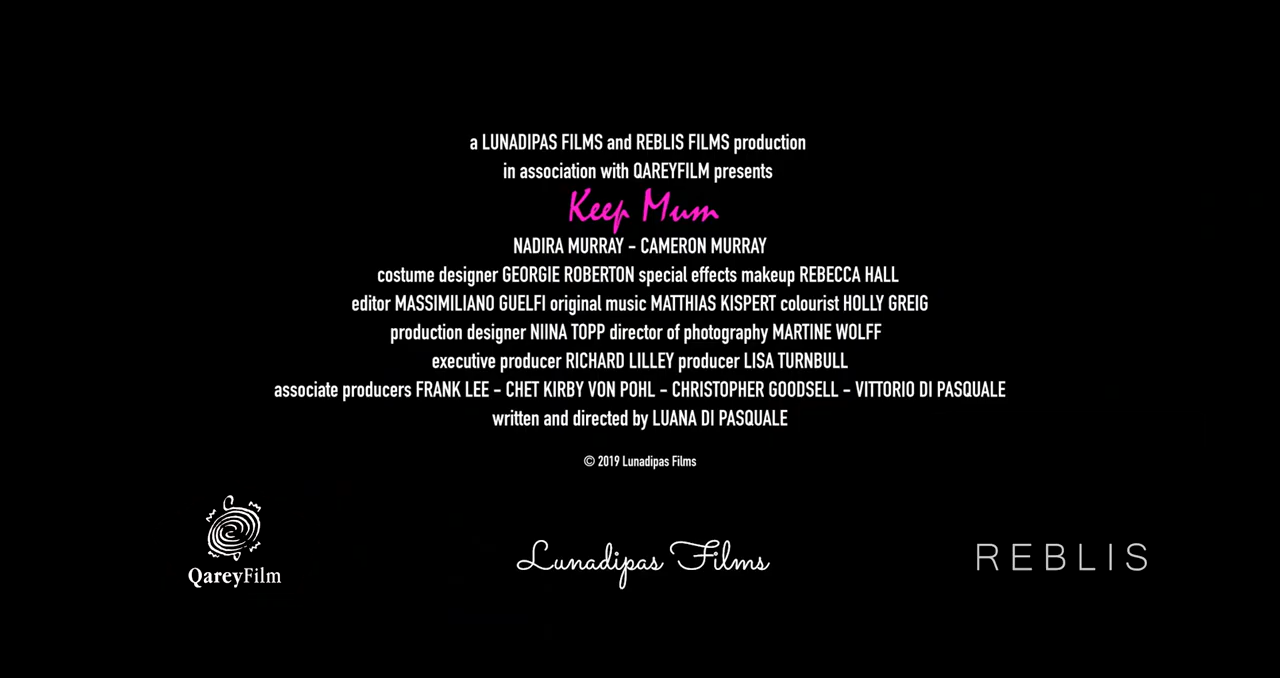 a LUNADIPAS FILMS and REBLIS FILMS production
in association with QAREYFILM presents
Keep Mum
NADIRA MURRAY - CAMERON MURRAY
costume designer GEORGIE ROBERTON special effects makeup REBECCA HALL
editor MASSIMILIANO GUELFI original music MATTHIAS KISPERT colourist HOLLY GREIG
production designer NIINA TOPP director of photography MARTINE WOLFF
executive producer RICHARD LILLEY producer LISA TURNBULL
associate producers FRANK LEE - CHET KIRBY VON POHL - CHRISTOPHER GOODSELL - VITTORIO DI PASQUALE
written and directed by LUANA DI PASQUALE
© 2019 Lunadipas Films
QareyFilm
Lunadipas Films
REBLIS